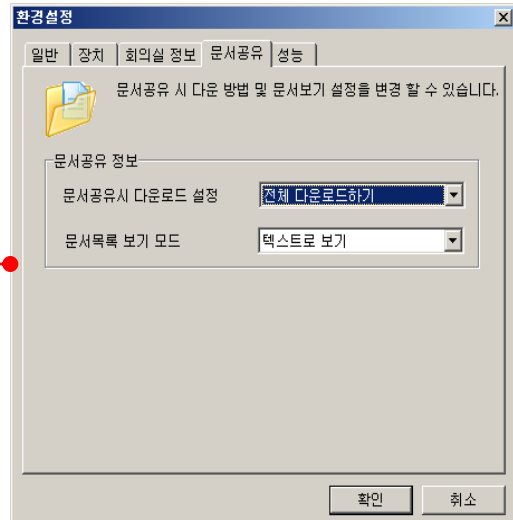 환경설정
일반 장치 회의실 정보 문서공유 성능
문서공유 시 다운 방법 및 문서보기 설정을 변경 할 수 있습니다.
문서공유 정보
문서공유시 다운로드 설정 전체 다운로드하기
문서목록 보기 모드 텍스트로 보기
확인 취소